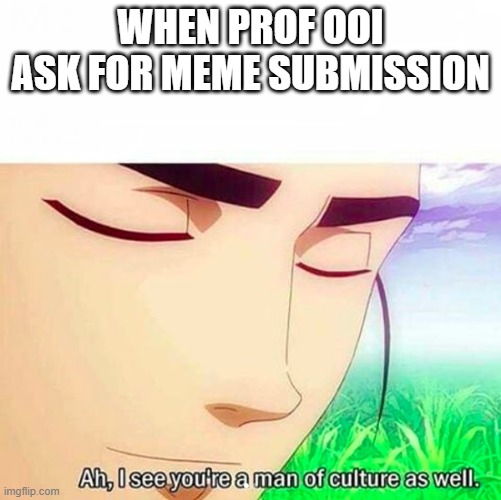 WHEN PROF OOI
ASK FOR MEME SUBMISSION
Ah, I see you're a man of culture as well.
imgflip.com